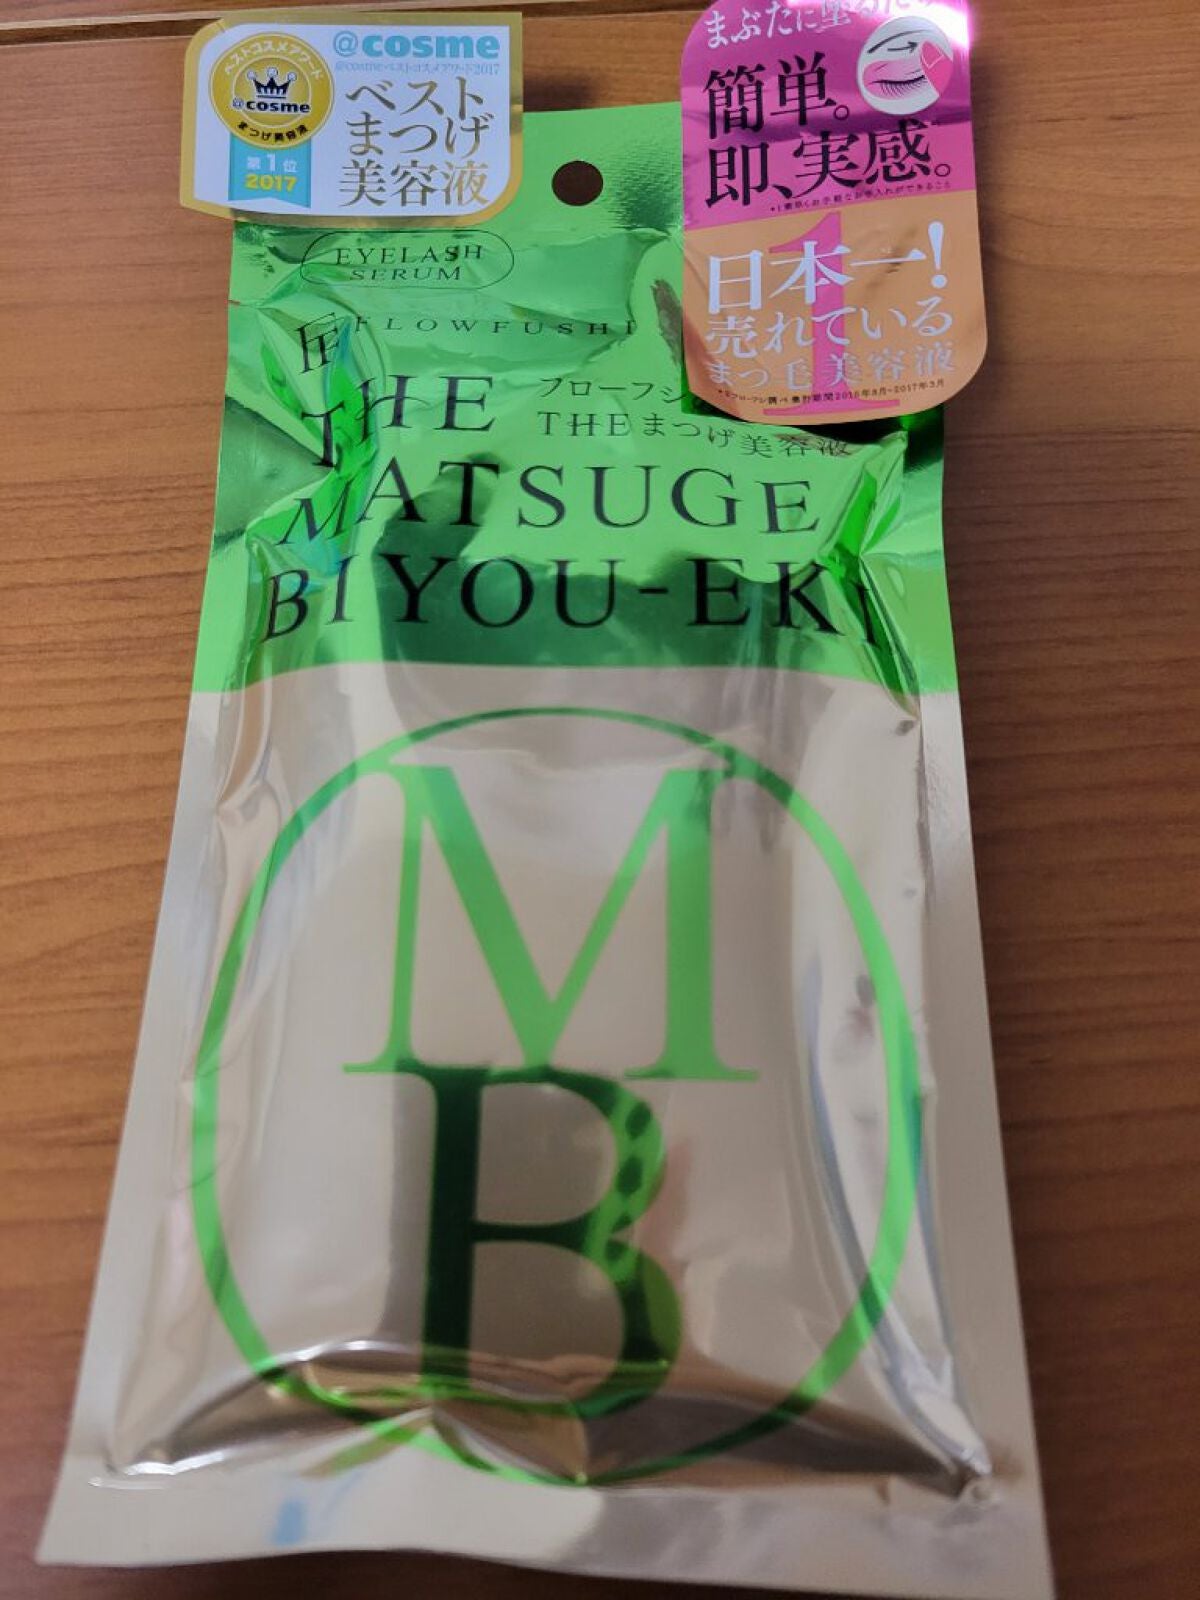 @cosme
@cosmeベストコスメアワード2017
ベスト
まつげ
美容液
ベストコスメアワード
@cosme
まつげ美容液
第1位
2017
簡単。
即、実感。
日本一!
売れている
まつ毛美容液
EYELASH
SERUM
FLOWFUSHI
THE
フローフシ
THEまつげ美容液
MATSUGE
BIYOU-EKI
M
B